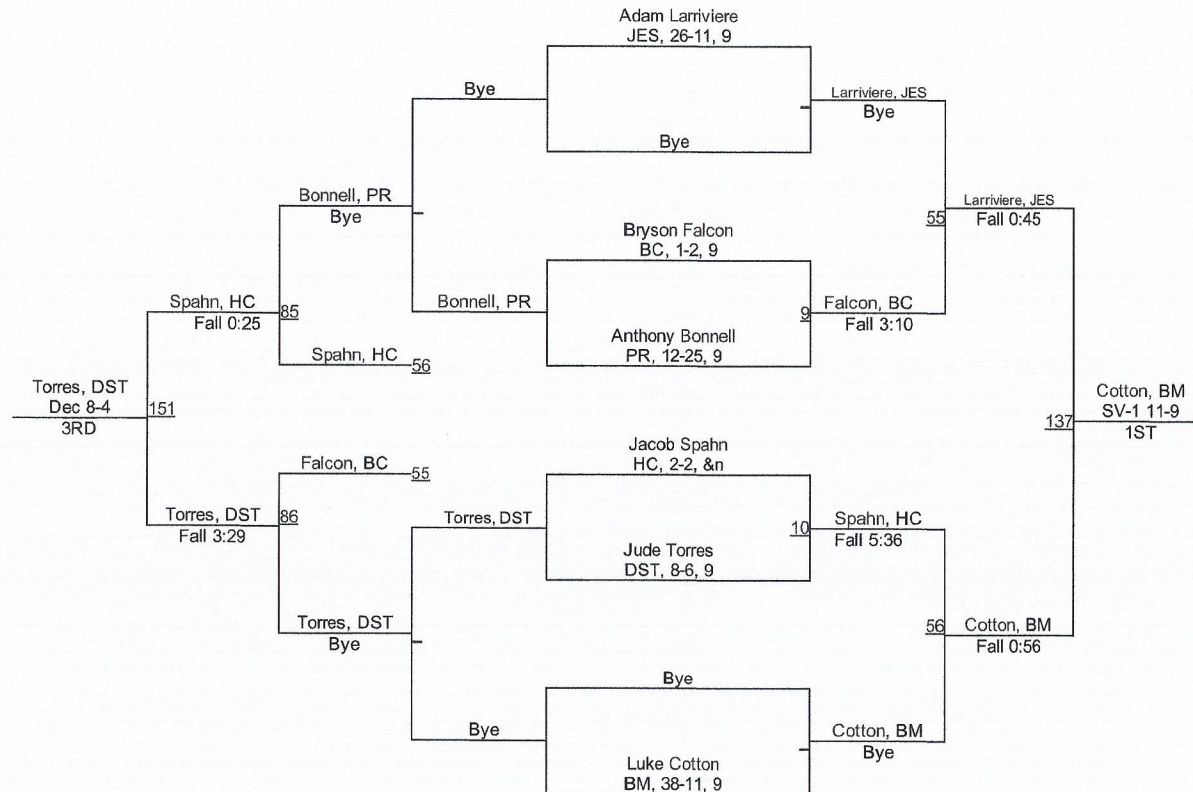 Adam Larriviere
JES, 26-11, 9
Bye
Larriviere, JES
Bye
Bye
Bonnell, PR
Bye
Larriviere, JES
55
Fall 0:45
Bryson Falcon
BC, 1-2, 9
Spahn, HC
85
Fall 0:25
Bonnell, PR
9
Falcon, BC
Fall 3:10
Anthony Bonnell
PR, 12-25, 9
Spahn, HC
56
Torres, DST
Dec 8-4
151
3RD
Cotton, BM
137
SV-1 11-9
1ST
Jacob Spahn
HC, 2-2, &n
Falcon, BC
55
Torres, DST
86
Fall 3:29
Torres, DST
10
Spahn, HC
Fall 5:36
Jude Torres
DST, 8-6, 9
Torres, DST
Bye
56
Cotton, BM
Fall 0:56
Bye
Bye
Cotton, BM
Bye
Luke Cotton
BM, 38-11, 9